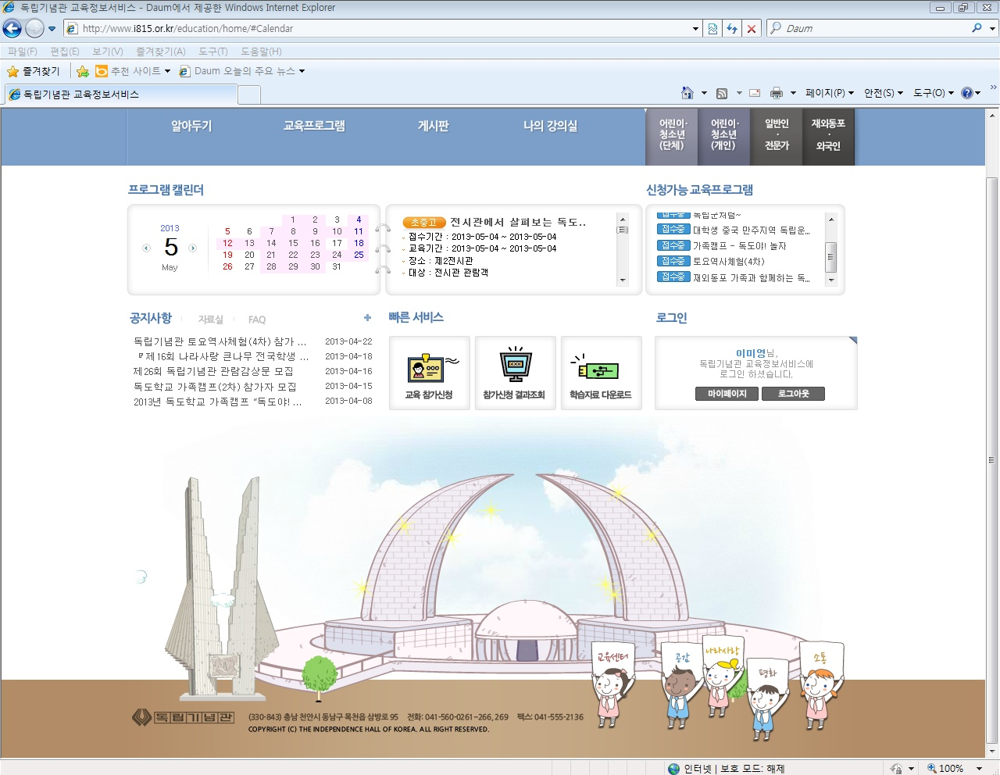 독립기념관 교육정보서비스 - Daum에서 제공한 Windows Internet Explorer
http://www.i815.or.kr/education/home/#Calendar
Daum
파일(F) 편집(E) 보기(V) 즐겨찾기(A) 도구(T) 도움말(H)
즐겨찾기 추천 사이트 Daum 오늘의 주요 뉴스
독립기념관 교육정보서비스
페이지(P) 안전(S) 도구(O)
알아두기 교육프로그램 게시판 나의 강의실
어린이·
청소년
(단체)
어린이·
청소년
(개인)
일반인
·
전문가
재외동포
·
외국인
프로그램 캘린더
2013
5
May
1 2 3 4
5 6 7 8 9 10 11
12 13 14 15 16 17 18
19 20 21 22 23 24 25
26 27 28 29 30 31
초중고 전시관에서 살펴보는 독도..
접수기간 : 2013-05-04 ~ 2013-05-04
교육기간 : 2013-05-04 ~ 2013-05-04
장소 : 제2전시관
대상 : 전시관 관람객
신청가능 교육프로그램
접수중 독립군처럼~
접수중 대학생 중국 만주지역 독립운...
접수중 가족캠프 - 독도야! 놀자
접수중 토요역사체험(4차)
접수중 재외동포 가족과 함께하는 독...
공지사항 자료실 FAQ
독립기념관 토요역사체험(4차) 참가 ... 2013-04-22
『제16회 나라사랑 큰나무 전국학생 ... 2013-04-18
제26회 독립기념관 관람감상문 모집 2013-04-16
독도학교 가족캠프(2차) 참가자 모집 2013-04-15
2013년 독도학교 가족캠프 “독도야! ... 2013-04-08
빠른 서비스
교육 참가신청
참가신청 결과조회
학습자료 다운로드
로그인
이미영님,
독립기념관 교육정보서비스에
로그인 하셨습니다.
마이페이지 로그아웃
교육센터
공감
나라사랑
평화
소통
독립기념관
(330-843) 충남 천안시 동남구 목천읍 삼방로 95 전화: 041-560-0261~266,269 팩스 041-555-2136
COPYRIGHT (C) THE INDEPENDENCE HALL OF KOREA. ALL RIGHT RESERVED.
인터넷 | 보호 모드: 해제
100%